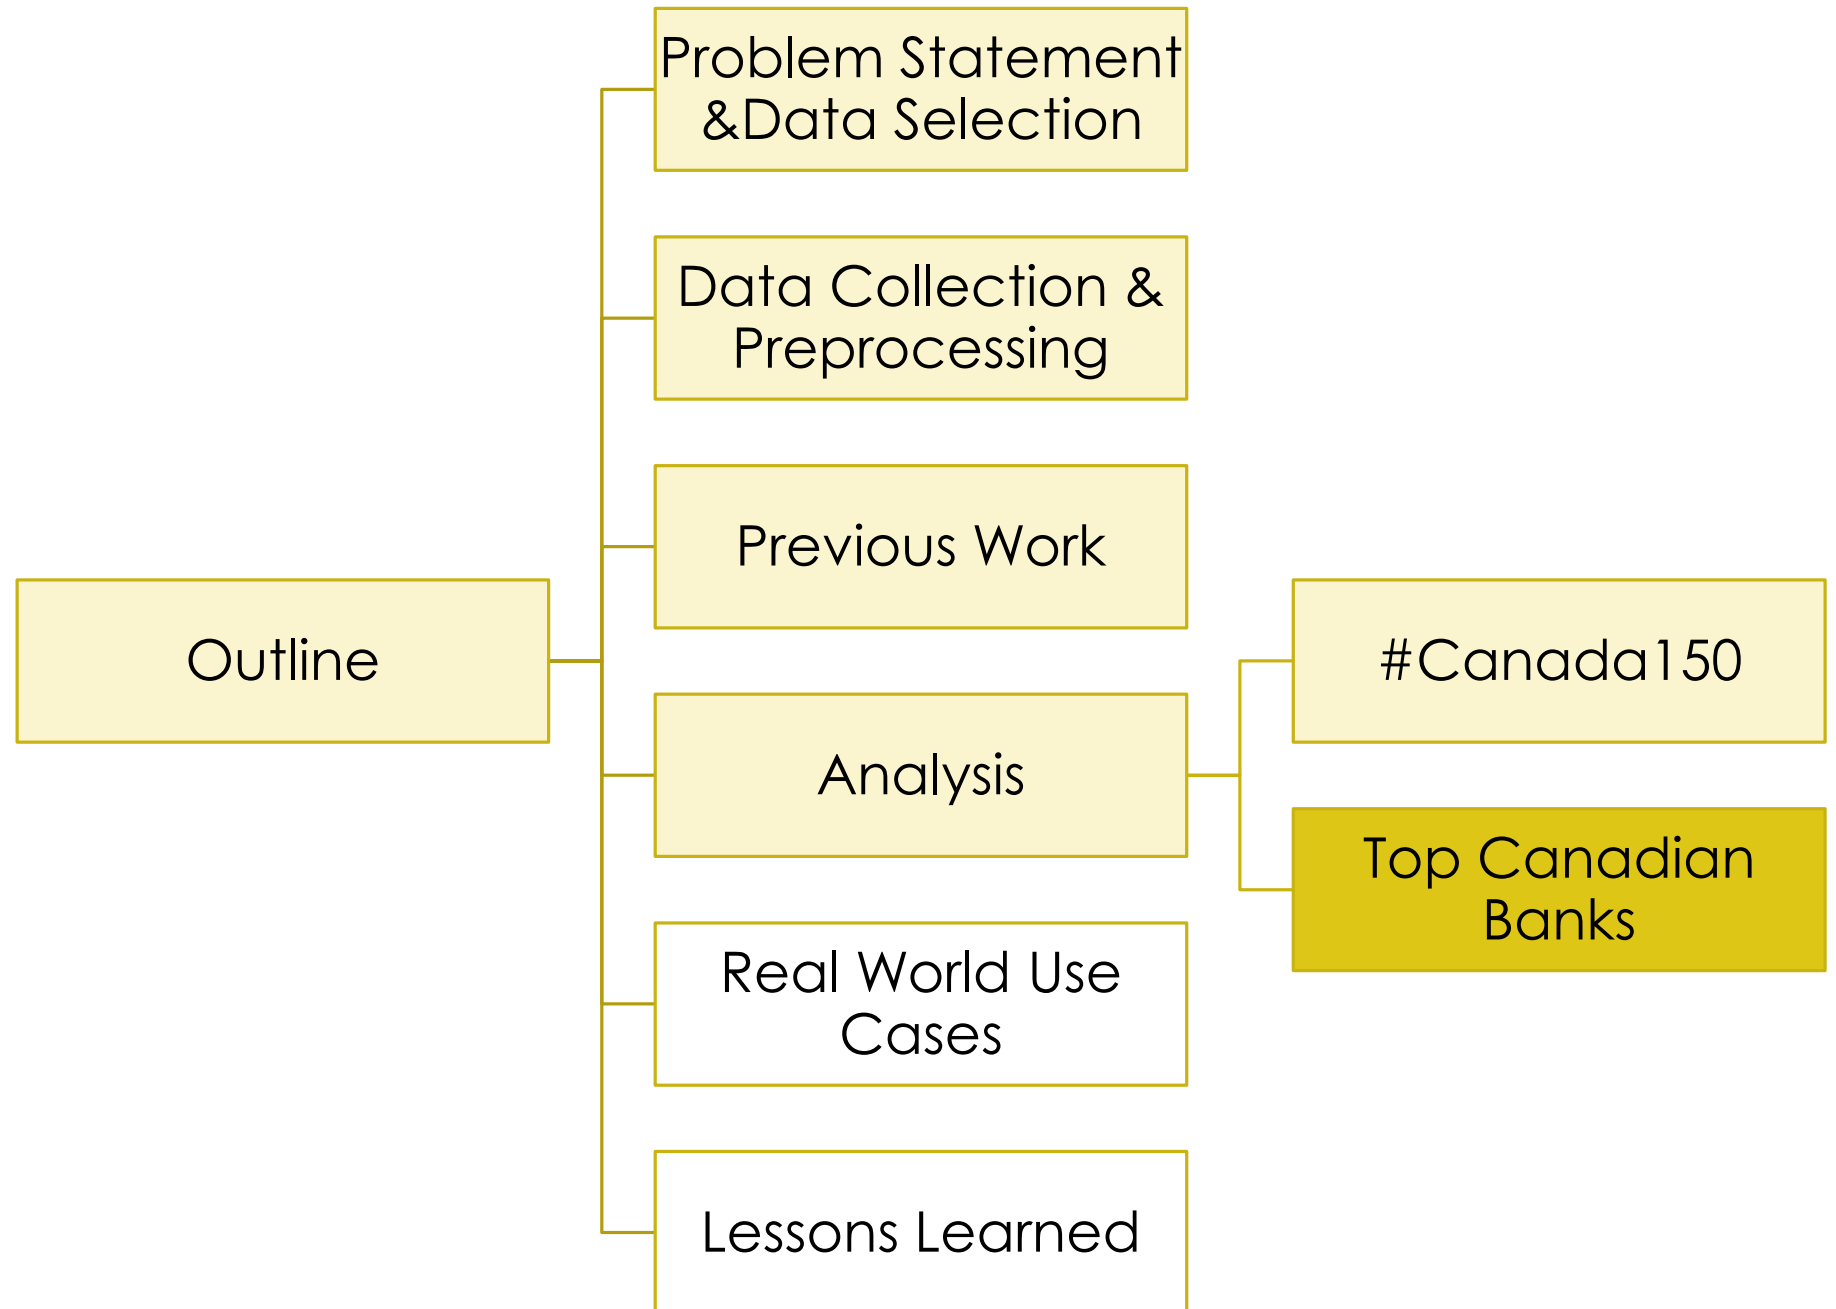 Outline
Problem Statement
&Data Selection
Data Collection &
Preprocessing
Previous Work
Analysis
#Canada150
Top Canadian
Banks
Real World Use
Cases
Lessons Learned